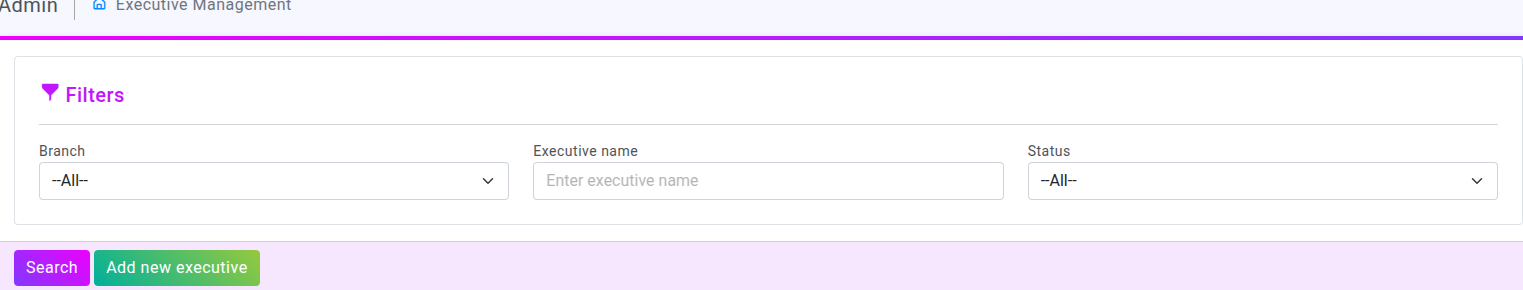 Admin Executive Management
Filters
Branch Executive name Status
--All-- Enter executive name --All--
Search Add new executive